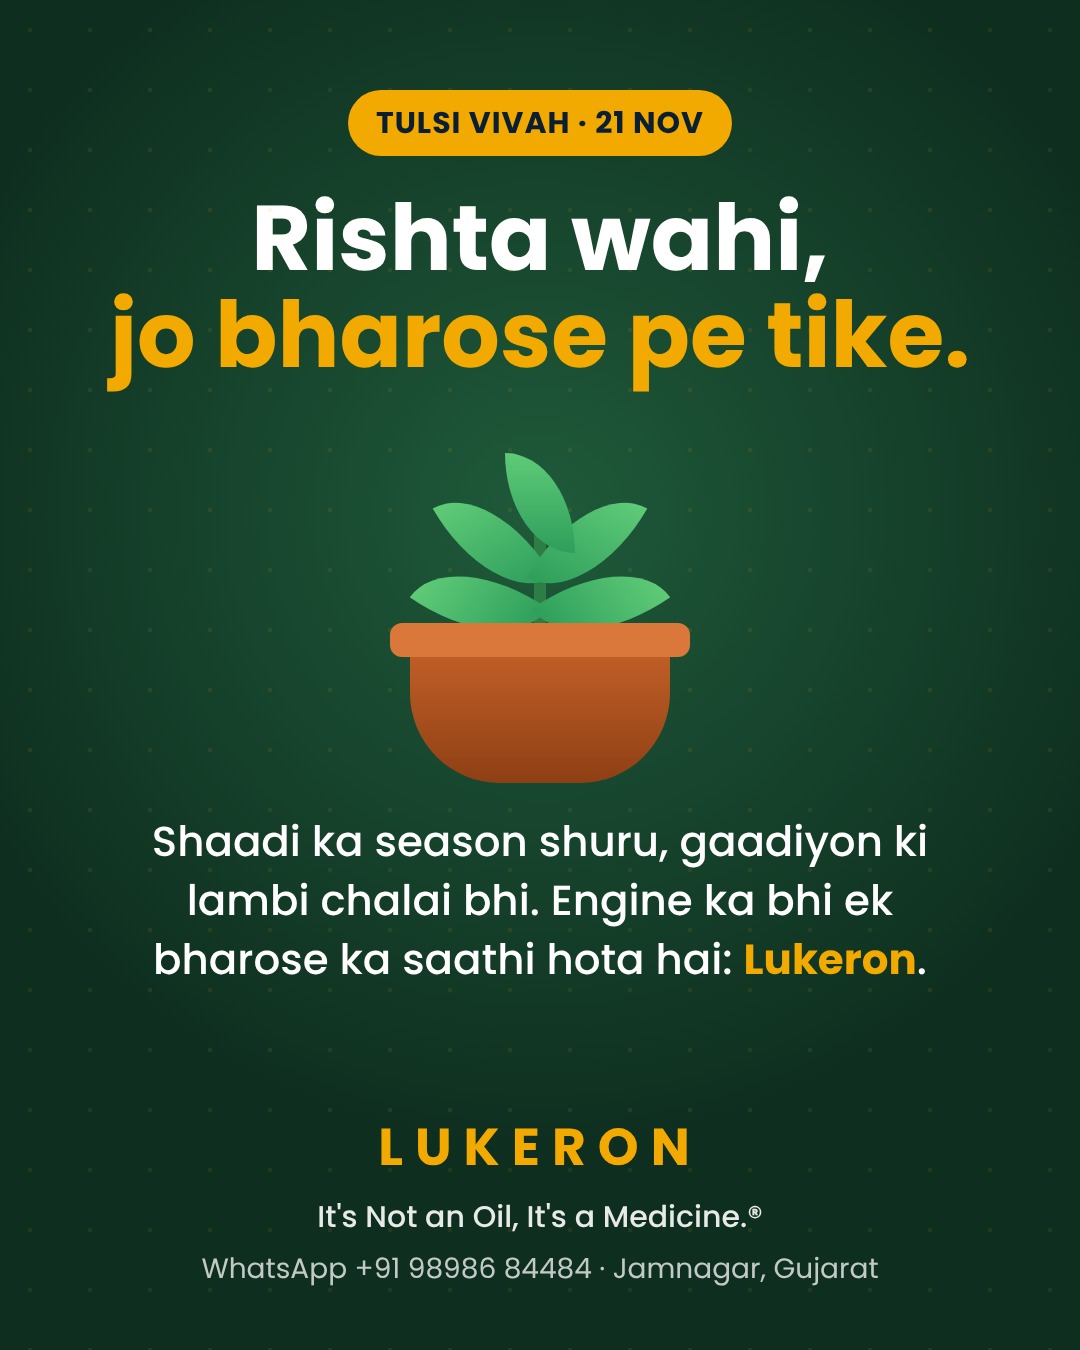 TULSI VIVAH · 21 NOV
Rishta wahi,
jo bharose pe tike.
Shaadi ka season shuru, gaadiyon ki
lambi chalai bhi. Engine ka bhi ek
bharose ka saathi hota hai: Lukeron.
LUKERON
It's Not an Oil, It's a Medicine.®
WhatsApp +91 98986 84484 · Jamnagar, Gujarat